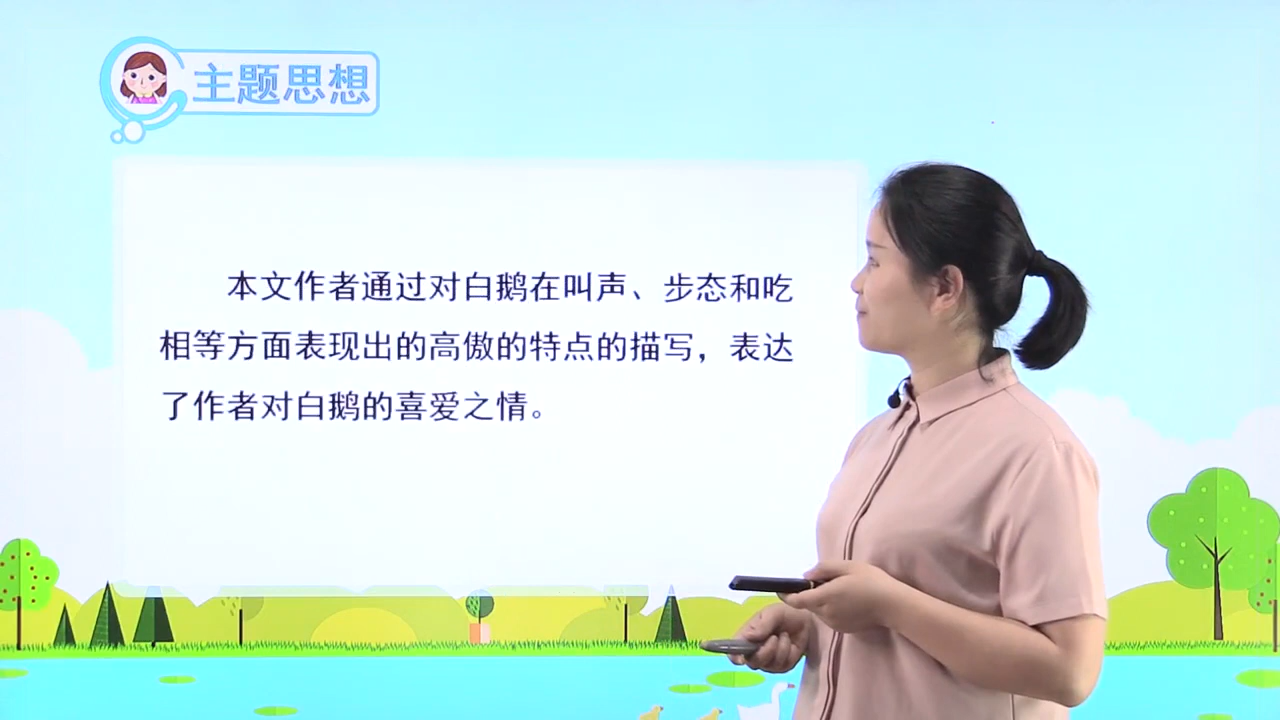 主题思想
本文作者通过对白鹅在叫声、步态和吃
相等方面表现出的高傲的特点的描写，表达
了作者对白鹅的喜爱之情。